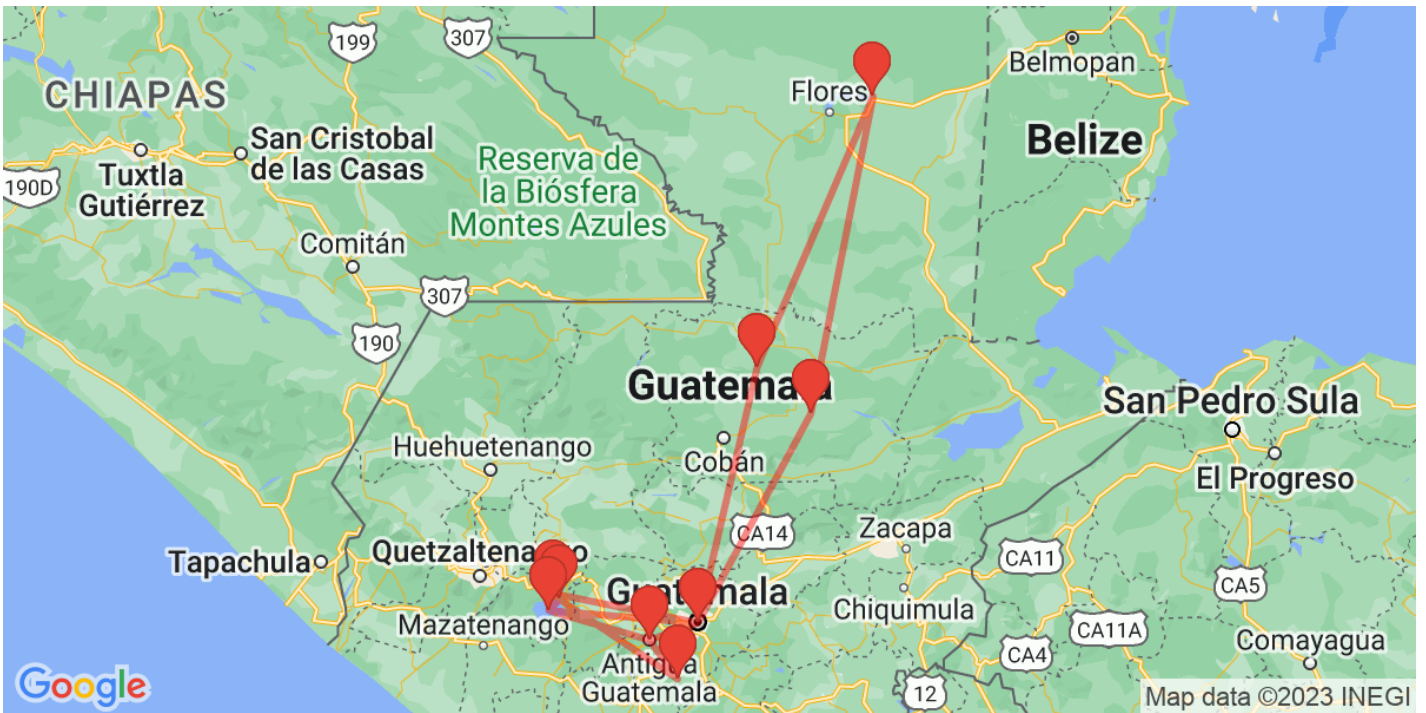 199
307
Belmopan
Flores
CHIAPAS
Belize
San Cristobal
de las Casas
Reserva de
la Biósfera
Montes Azules
190D
Tuxtla
Gutiérrez
Comitán
307
190
Guatemala
San Pedro Sula
Huehuetenango
Cobán
El Progreso
CA14
Zacapa
Quetzaltenango
CA11
Tapachula
CA5
Guatemala
Chiquimula
Mazatenango
CA11A
Comayagua
Antigua
Guatemala
CA4
12
Google
Map data ©2023 INEGI